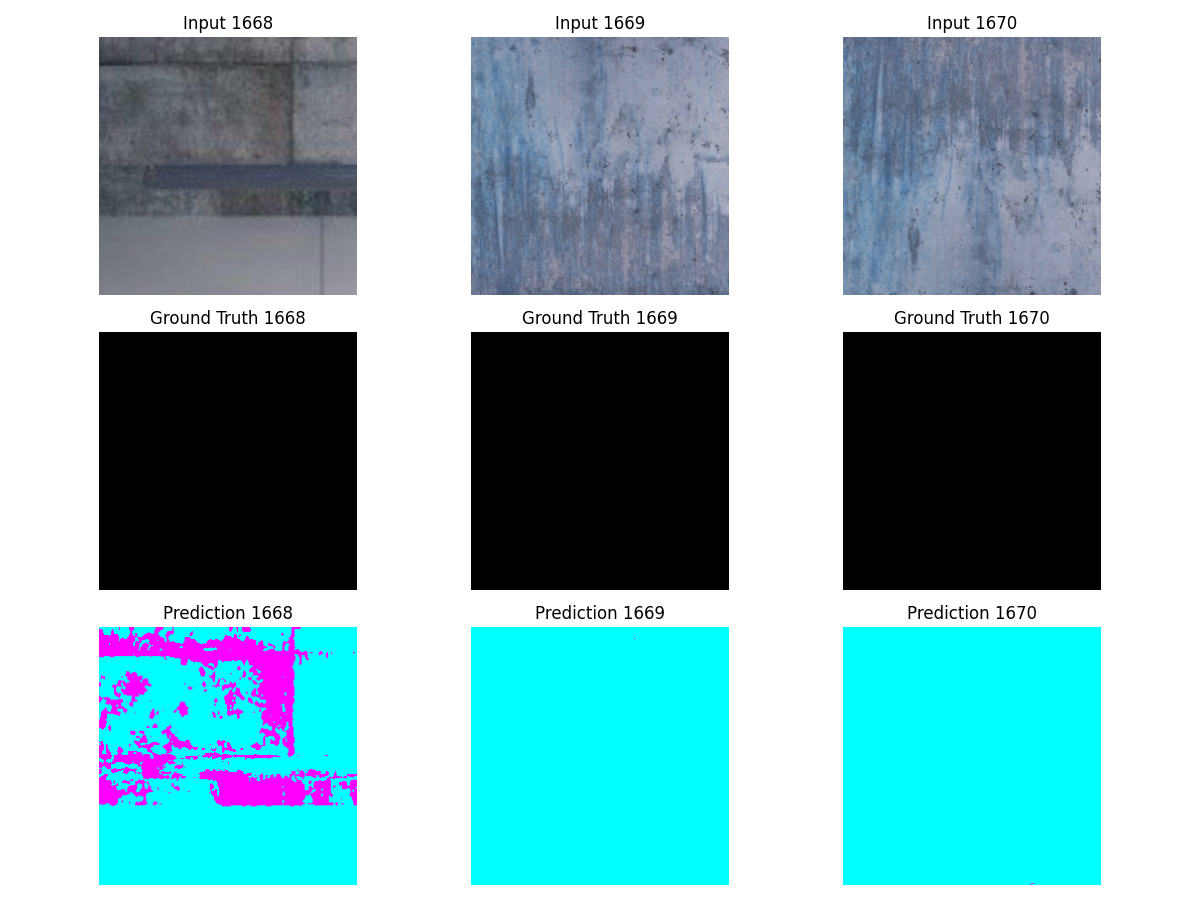 Input 1668
Input 1669
Input 1670
Ground Truth 1668
Ground Truth 1669
Ground Truth 1670
Prediction 1668
Prediction 1669
Prediction 1670